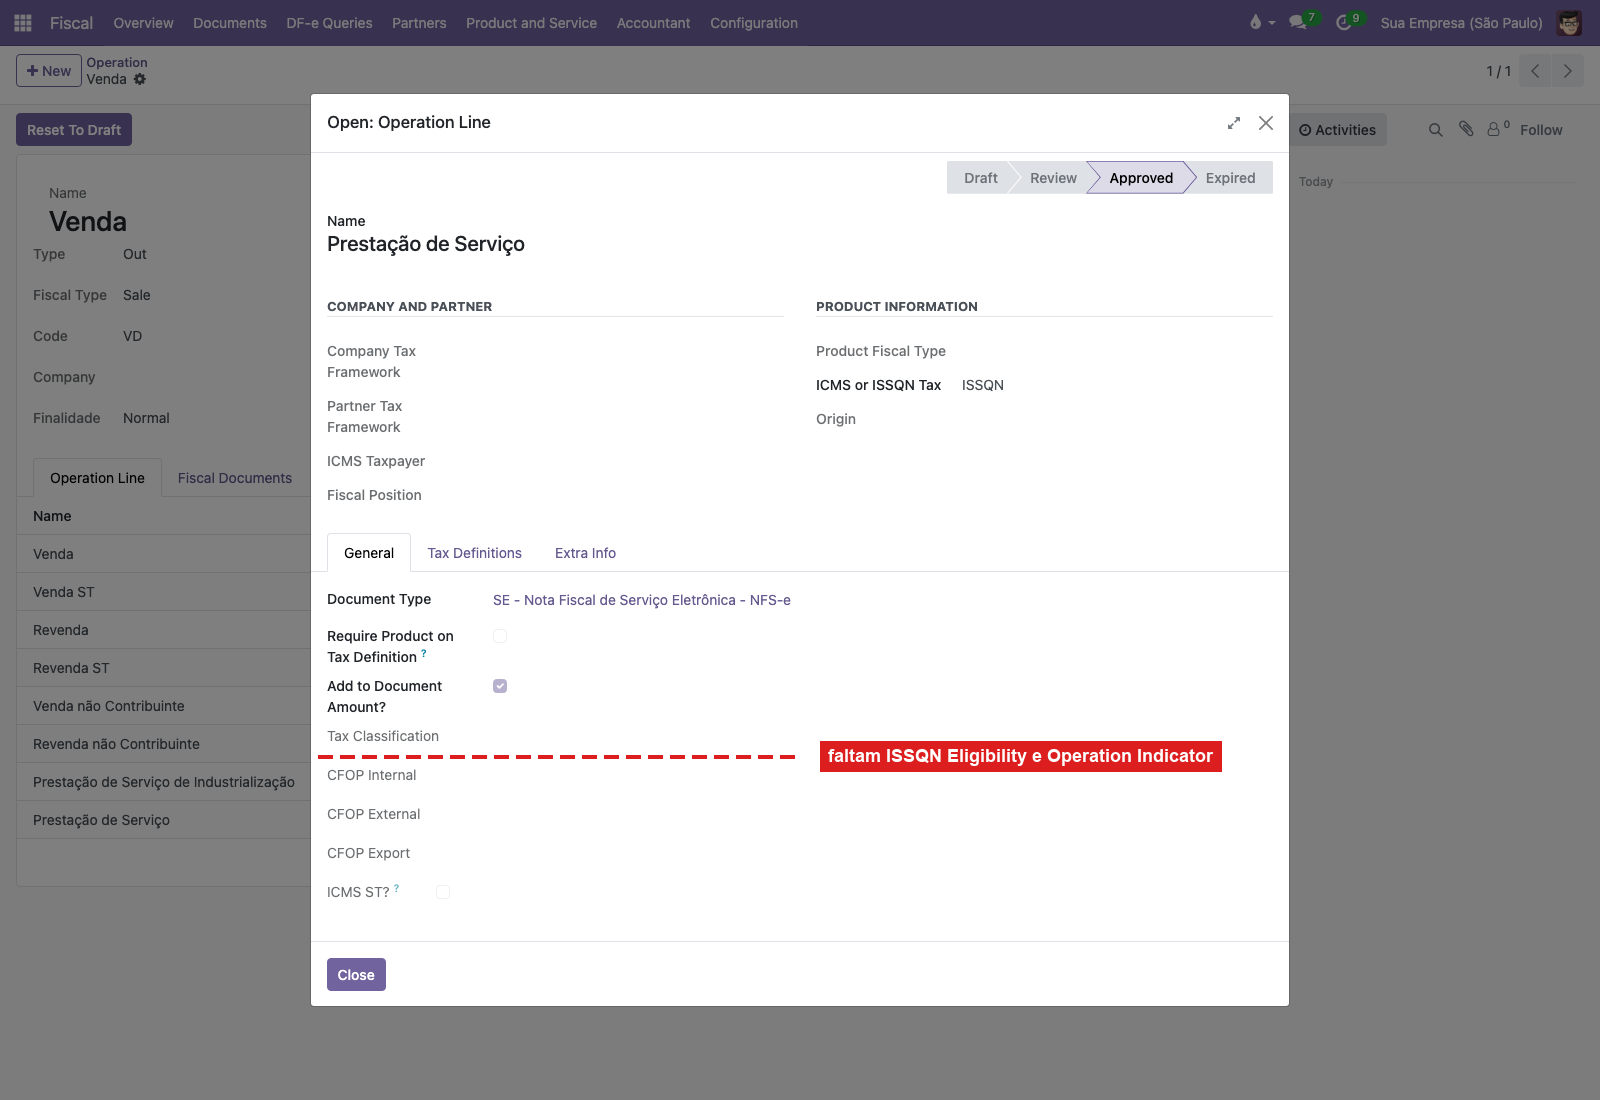 Fiscal Overview Documents DF-e Queries Partners Product and Service Accountant Configuration 7 9 Sua Empresa (São Paulo)
New Operation
Venda
1 / 1
Reset To Draft
Activities 0 Follow
Today
Name
Venda
Type Out
Fiscal Type Sale
Code VD
Company
Finalidade Normal
Operation Line Fiscal Documents
Name
Venda
Venda ST
Revenda
Revenda ST
Venda não Contribuinte
Revenda não Contribuinte
Prestação de Serviço de Industrialização
Prestação de Serviço
Open: Operation Line
Draft Review Approved Expired
Name
Prestação de Serviço
COMPANY AND PARTNER
Company Tax
Framework
Partner Tax
Framework
ICMS Taxpayer
Fiscal Position
PRODUCT INFORMATION
Product Fiscal Type
ICMS or ISSQN Tax ISSQN
Origin
General Tax Definitions Extra Info
Document Type SE - Nota Fiscal de Serviço Eletrônica - NFS-e
Require Product on
Tax Definition ?
Add to Document
Amount?
Tax Classification
faltam ISSQN Eligibility e Operation Indicator
CFOP Internal
CFOP External
CFOP Export
ICMS ST? ?
Close